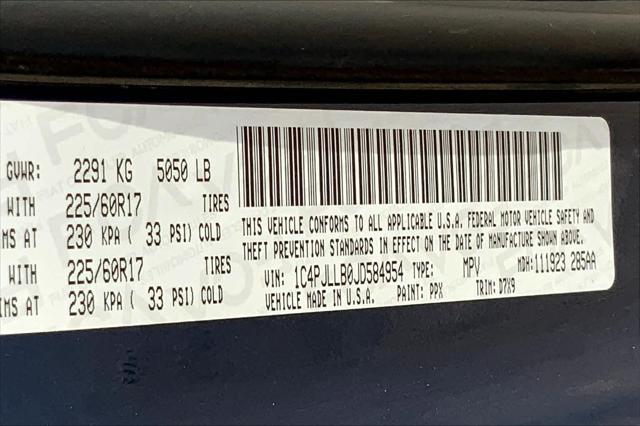 GVWR: 2291 KG 5050 LB
WITH 225/60R17 TIRES
MS AT 230 KPA ( 33 PSI) COLD
WITH 225/60R17 TIRES
IMS AT 230 KPA ( 33 PSI) COLD
THIS VEHICLE CONFORMS TO ALL APPLICABLE U.S.A. FEDERAL MOTOR VEHICLE SAFETY AND
THEFT PREVENTION STANDARDS IN EFFECT ON THE DATE OF MANUFACTURE SHOWN ABOVE.
VIN: 1C4PJLLB0JD584954 TYPE: MPV MDH: 111923 285AA
VEHICLE MADE IN U.S.A. PAINT: PPX TRIM: D7X9